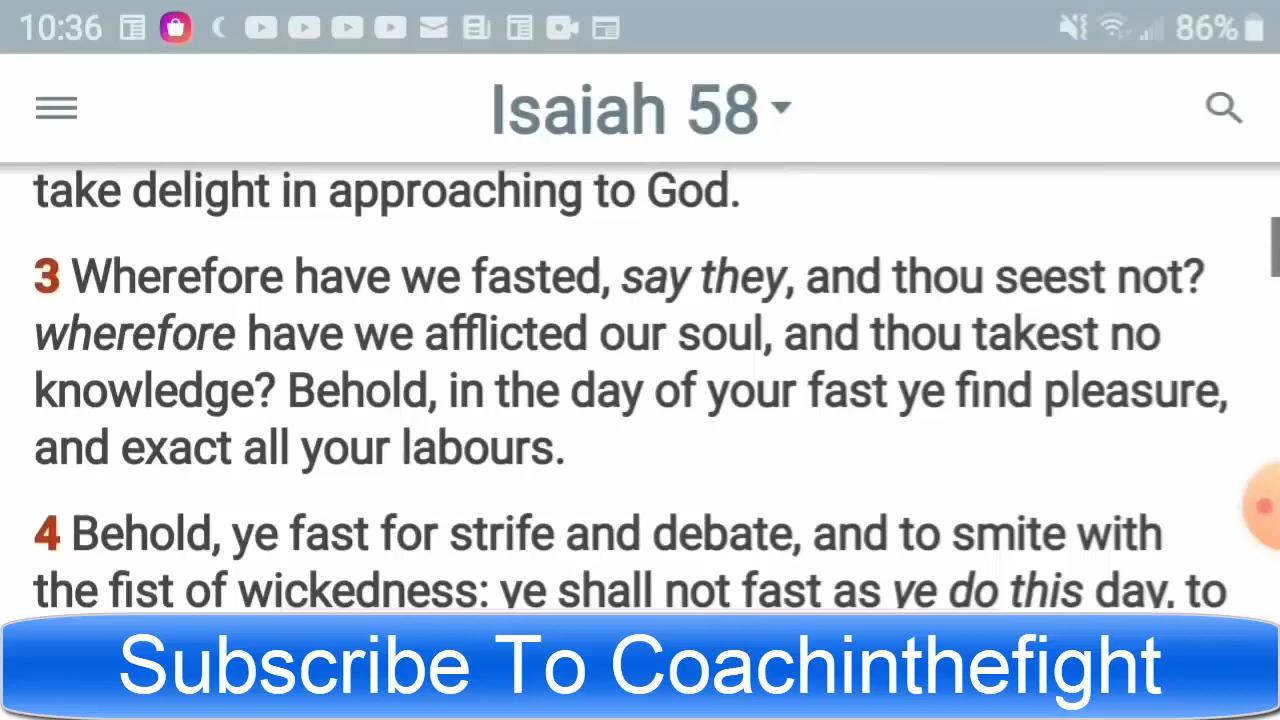 10:36
86%
Isaiah 58
take delight in approaching to God.
3 Wherefore have we fasted, say they, and thou seest not?
wherefore have we afflicted our soul, and thou takest no
knowledge? Behold, in the day of your fast ye find pleasure,
and exact all your labours.
4 Behold, ye fast for strife and debate, and to smite with
the fist of wickedness: ye shall not fast as ye do this day, to
Subscribe To Coachinthefight